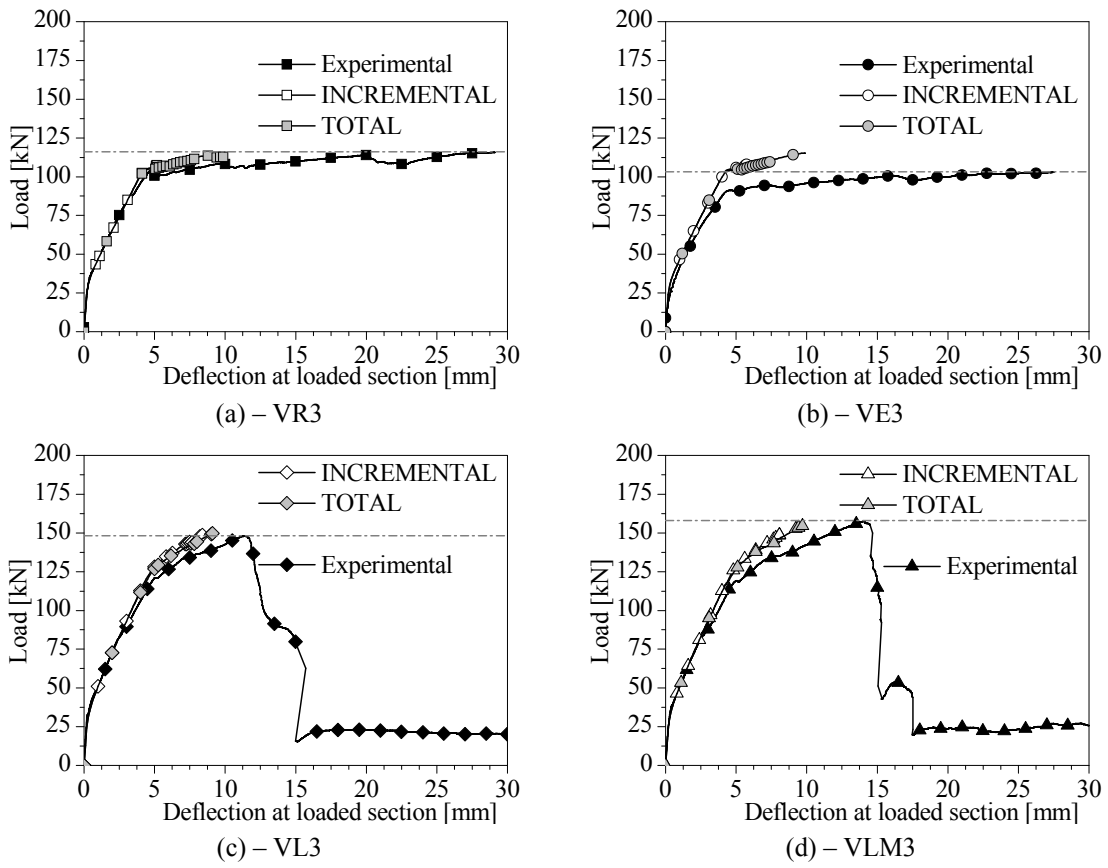 200
175
150
125
100
75
50
25
0
Load [kN]
Experimental
INCREMENTAL
TOTAL
0 5 10 15 20 25 30
Deflection at loaded section [mm]
(a) – VR3
200
175
150
125
100
75
50
25
0
Load [kN]
Experimental
INCREMENTAL
TOTAL
0 5 10 15 20 25 30
Deflection at loaded section [mm]
(b) – VE3
200
175
150
125
100
75
50
25
0
Load [kN]
INCREMENTAL
TOTAL
Experimental
0 5 10 15 20 25 30
Deflection at loaded section [mm]
(c) – VL3
200
175
150
125
100
75
50
25
0
Load [kN]
INCREMENTAL
TOTAL
Experimental
0 5 10 15 20 25 30
Deflection at loaded section [mm]
(d) – VLM3